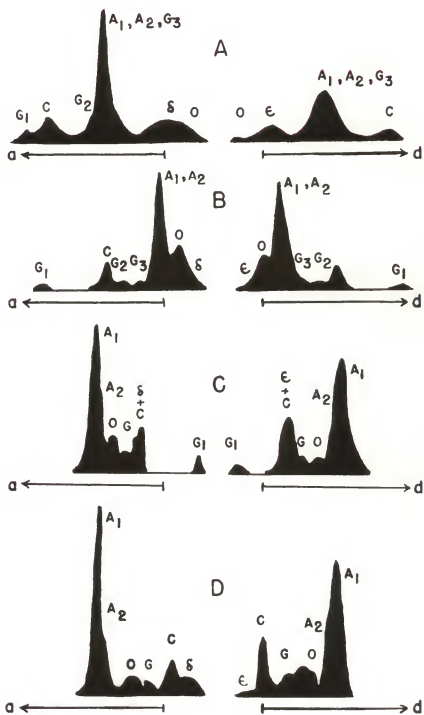 A
G1 C G2 A1, A2, G3 δ O
O ε A1, A2, G3 C
a d
B
G1 C G2 G3 A1, A2 O δ
ε O A1, A2 G3 G2 G1
a d
C
A1 A2 O G δ + C G1
G1 ε + C G O A2 A1
a d
D
A1 A2 O G C δ
ε C G O A2 A1
a d